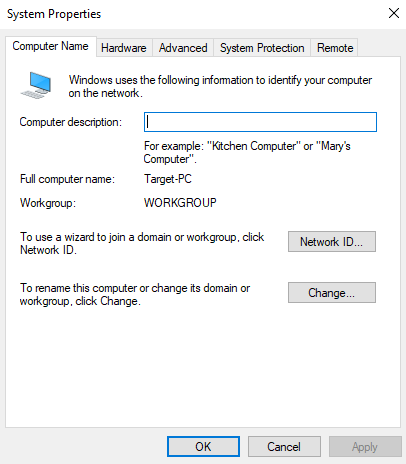 System Properties
Computer Name Hardware Advanced System Protection Remote
Windows uses the following information to identify your computer
on the network.
Computer description:
For example: "Kitchen Computer" or "Mary's
Computer".
Full computer name: Target-PC
Workgroup: WORKGROUP
To use a wizard to join a domain or workgroup, click
Network ID.
Network ID...
To rename this computer or change its domain or
workgroup, click Change.
Change...
OK Cancel Apply